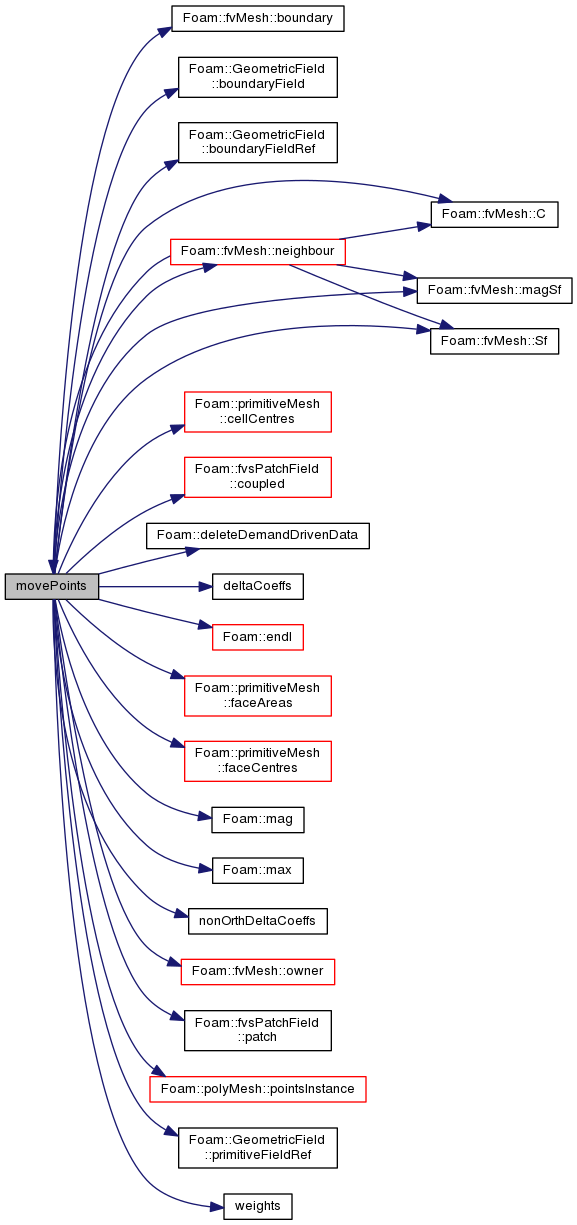 Foam::fvMesh::boundary
Foam::GeometricField
::boundaryField
Foam::GeometricField
::boundaryFieldRef
Foam::fvMesh::C
Foam::fvMesh::neighbour
Foam::fvMesh::magSf
Foam::fvMesh::Sf
Foam::primitiveMesh
::cellCentres
Foam::fvsPatchField
::coupled
Foam::deleteDemandDrivenData
movePoints
deltaCoeffs
Foam::endl
Foam::primitiveMesh
::faceAreas
Foam::primitiveMesh
::faceCentres
Foam::mag
Foam::max
nonOrthDeltaCoeffs
Foam::fvMesh::owner
Foam::fvsPatchField
::patch
Foam::polyMesh::pointsInstance
Foam::GeometricField
::primitiveFieldRef
weights